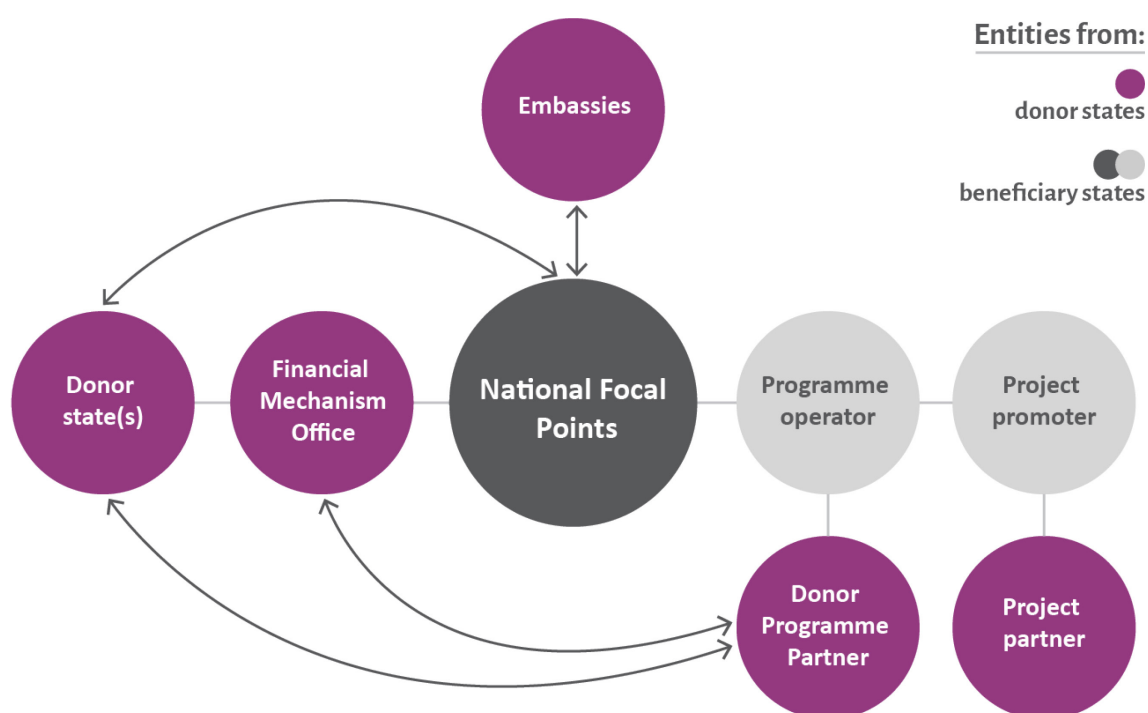 Entities from:
donor states
beneficiary states
Embassies
Donor
state(s)
Financial
Mechanism
Office
National Focal
Points
Programme
operator
Project
promoter
Donor
Programme
Partner
Project
partner